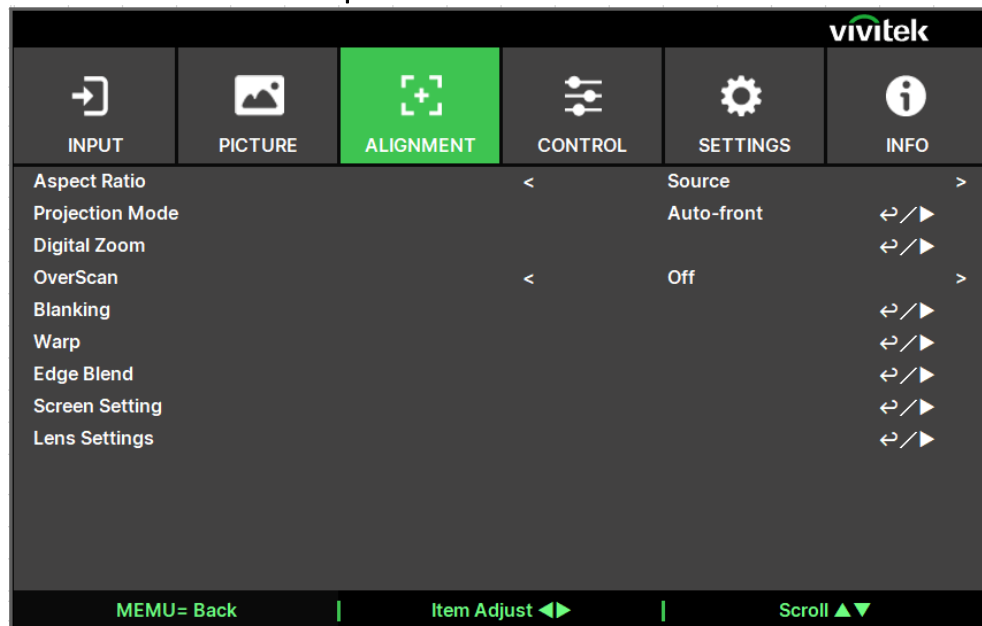 vivitek
INPUT PICTURE ALIGNMENT CONTROL SETTINGS INFO
Aspect Ratio < Source >
Projection Mode Auto-front ↩/▶
Digital Zoom ↩/▶
OverScan < Off >
Blanking ↩/▶
Warp ↩/▶
Edge Blend ↩/▶
Screen Setting ↩/▶
Lens Settings ↩/▶
MEMU= Back | Item Adjust ◀▶ | Scroll ▲▼